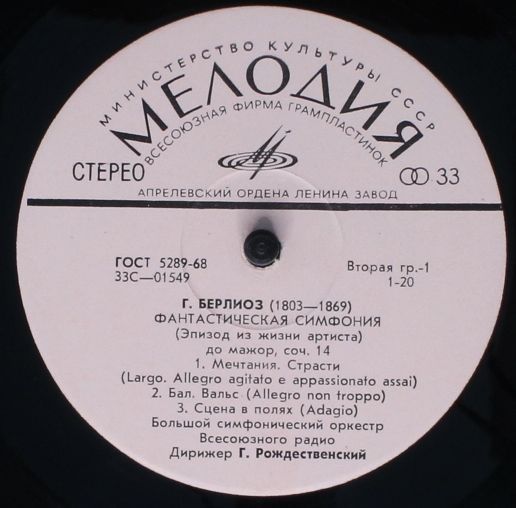 МИНИСТЕРСТВО КУЛЬТУРЫ СССР
МЕЛОДИЯ
ВСЕСОЮЗНАЯ ФИРМА ГРАМПЛАСТИНОК
СТЕРЕО
33
АПРЕЛЕВСКИЙ ОРДЕНА ЛЕНИНА ЗАВОД
ГОСТ 5289-68
33С—01549
Вторая гр.-1
1-20
Г. БЕРЛИОЗ (1803—1869)
ФАНТАСТИЧЕСКАЯ СИМФОНИЯ
(Эпизод из жизни артиста)
до мажор, соч. 14
1. Мечтания. Страсти
(Largo. Allegro agitato e appassionato assai)
2. Бал. Вальс (Allegro non troppo)
3. Сцена в полях (Adagio)
Большой симфонический оркестр
Всесоюзного радио
Дирижер Г. Рождественский